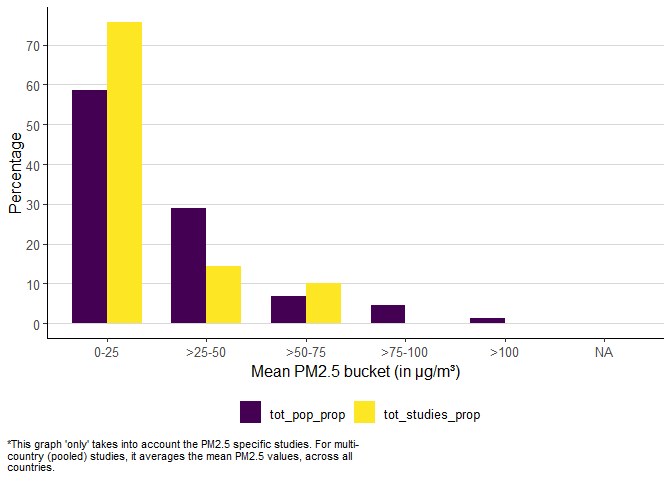 70
60
50
40
30
20
10
0
Percentage
0-25 >25-50 >50-75 >75-100 >100 NA
Mean PM2.5 bucket (in µg/m³)
tot_pop_prop tot_studies_prop
*This graph 'only' takes into account the PM2.5 specific studies. For multi-
country (pooled) studies, it averages the mean PM2.5 values, across all
countries.